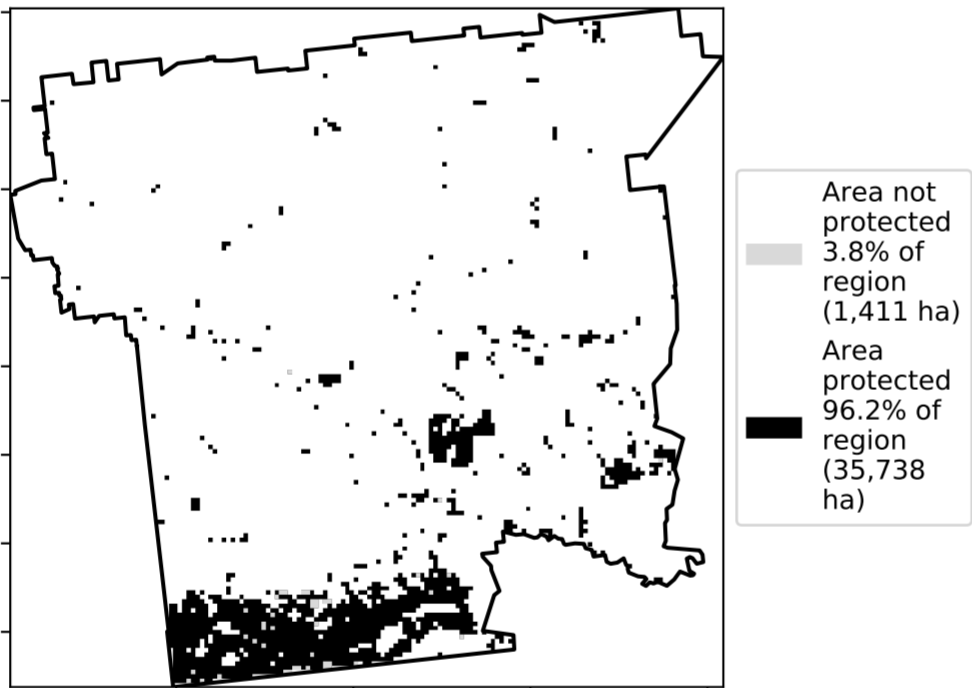 Area not
protected
3.8% of
region
(1,411 ha)
Area
protected
96.2% of
region
(35,738
ha)